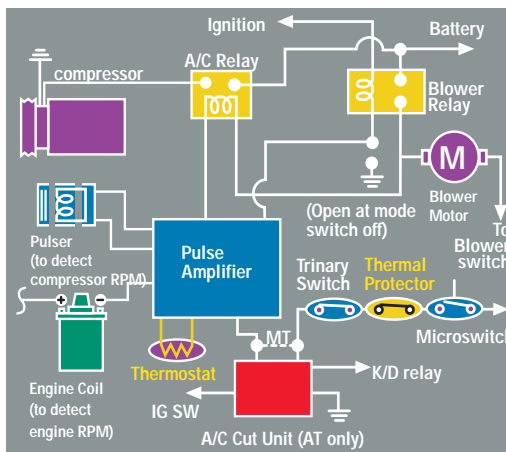 Ignition
Battery
A/C Relay
compressor
Blower
Relay
M
Blower
Motor
To
Blower
switch
(Open at mode
switch off)
Pulser
(to detect
compressor RPM)
Pulse
Amplifier
Trinary
Switch
Thermal
Protector
Microswitch
+
−
MT
Thermostat
K/D relay
Engine Coil
(to detect
engine RPM)
IG SW
A/C Cut Unit (AT only)